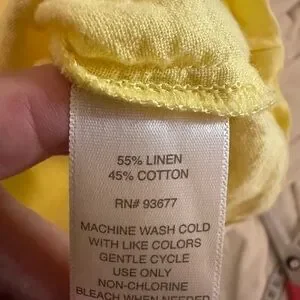 55% LINEN
45% COTTON
RN# 93677
MACHINE WASH COLD
WITH LIKE COLORS
GENTLE CYCLE
USE ONLY
NON-CHLORINE
BLEACH WHEN NEEDED